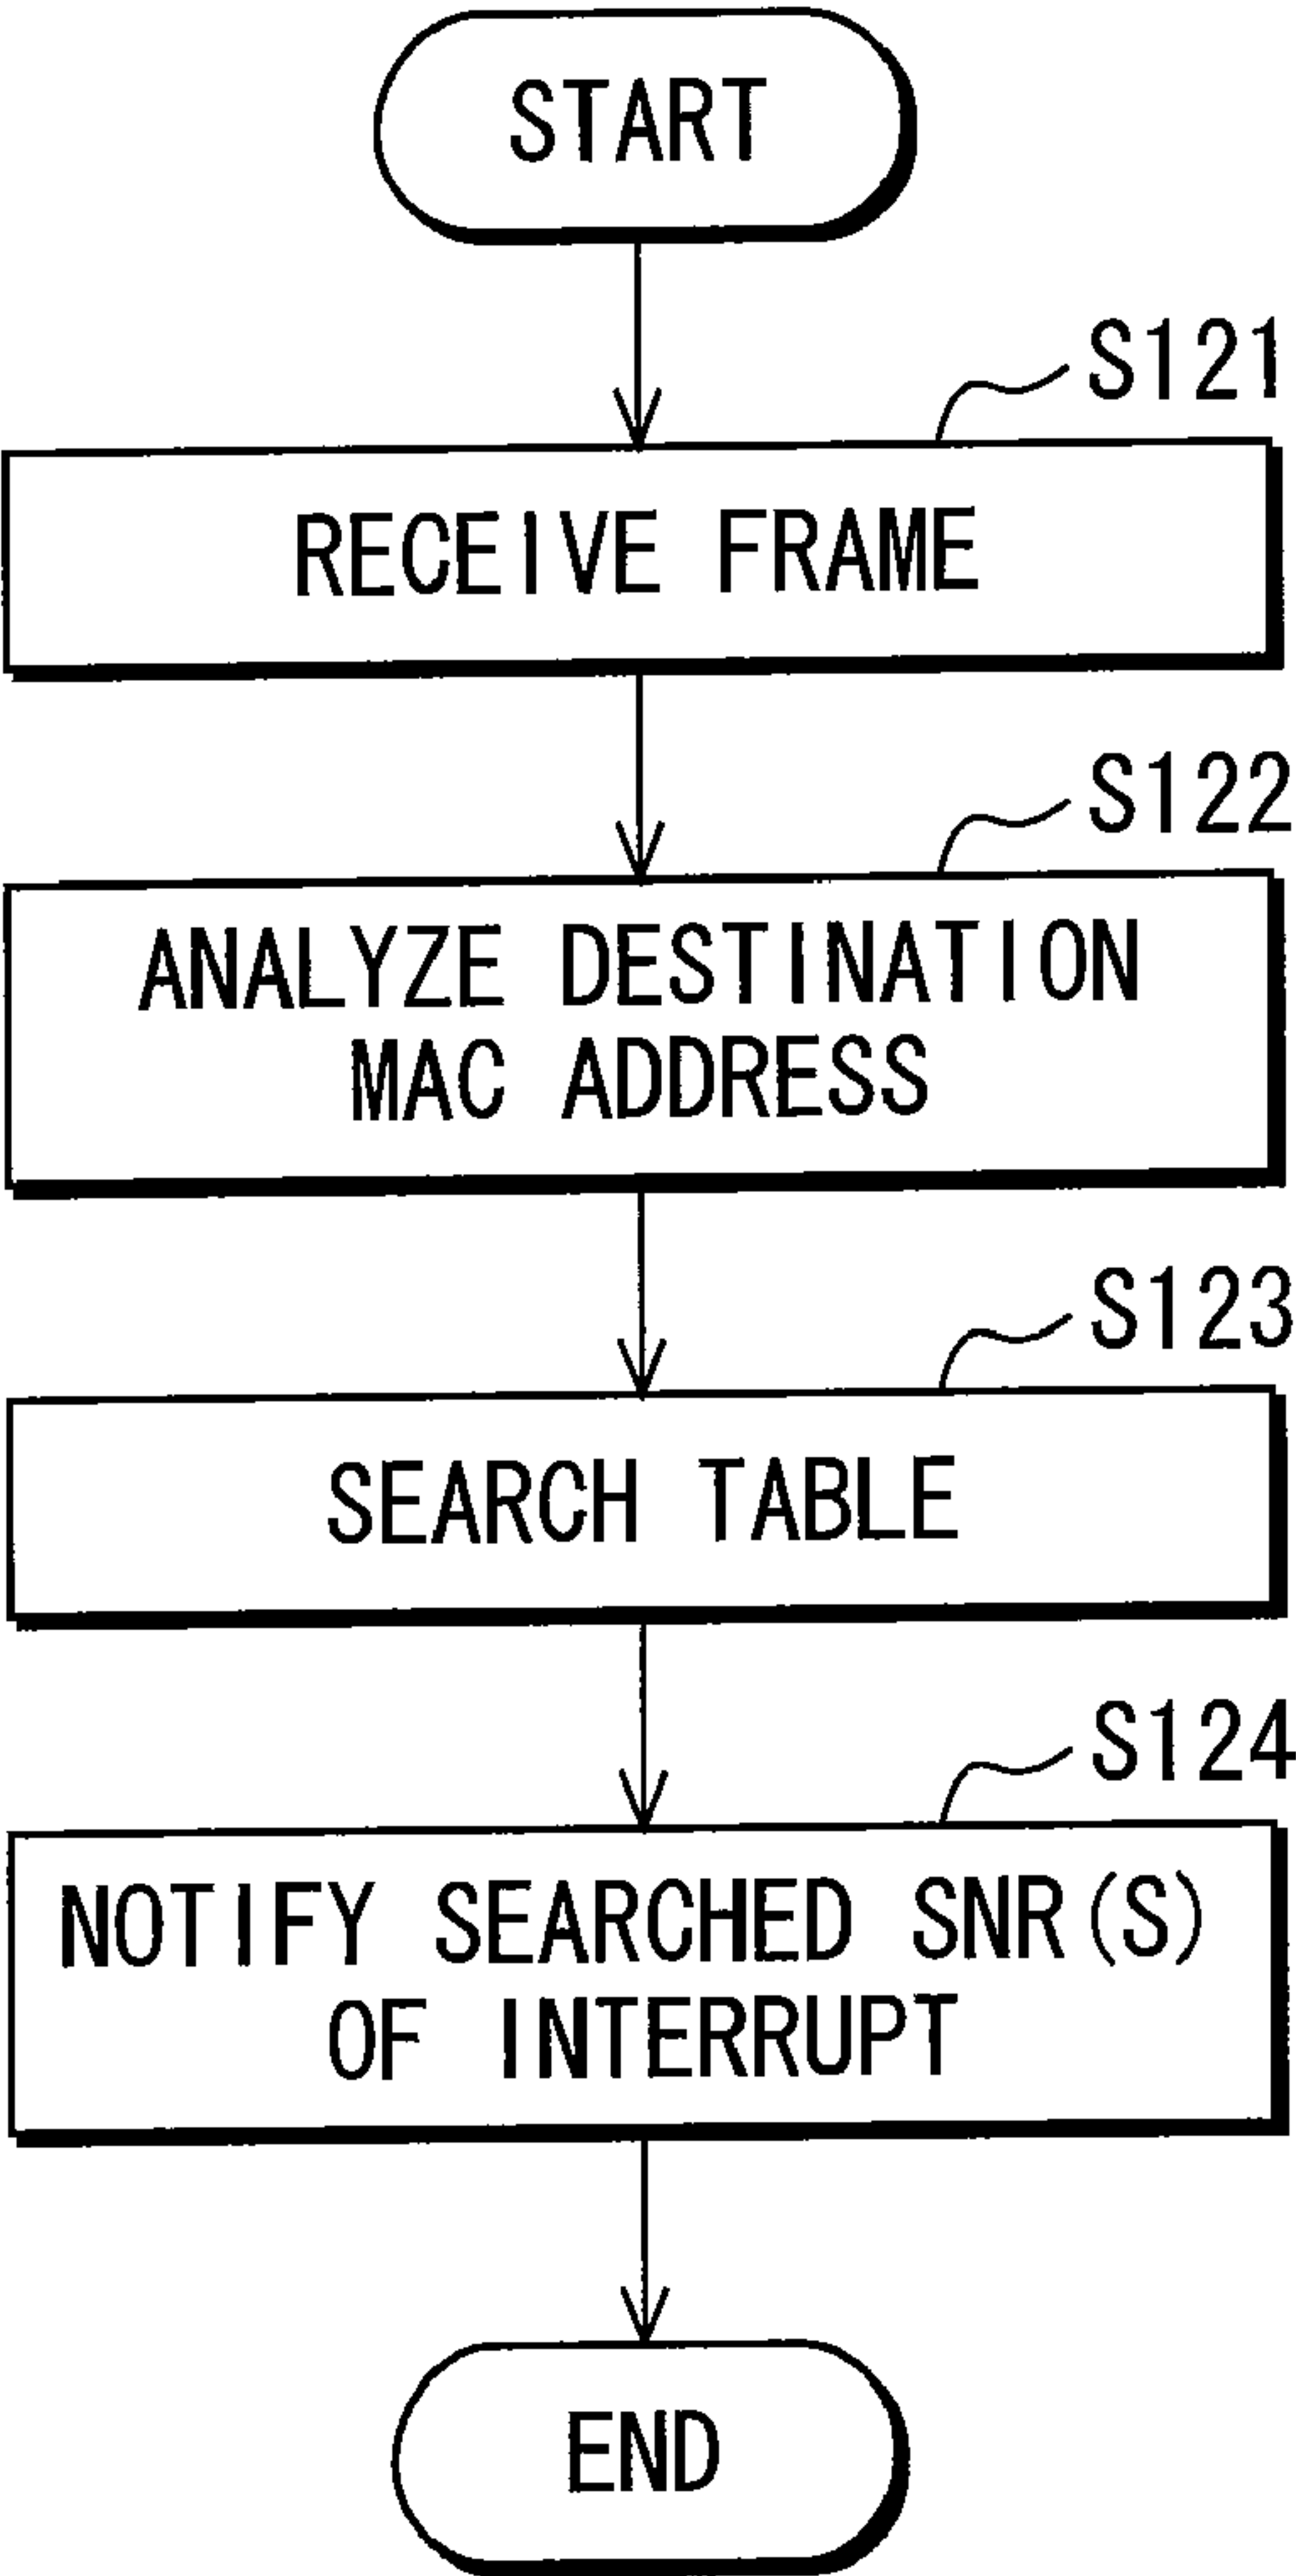 START
S121
RECEIVE FRAME
S122
ANALYZE DESTINATION
MAC ADDRESS
S123
SEARCH TABLE
S124
NOTIFY SEARCHED SNR(S)
OF INTERRUPT
END